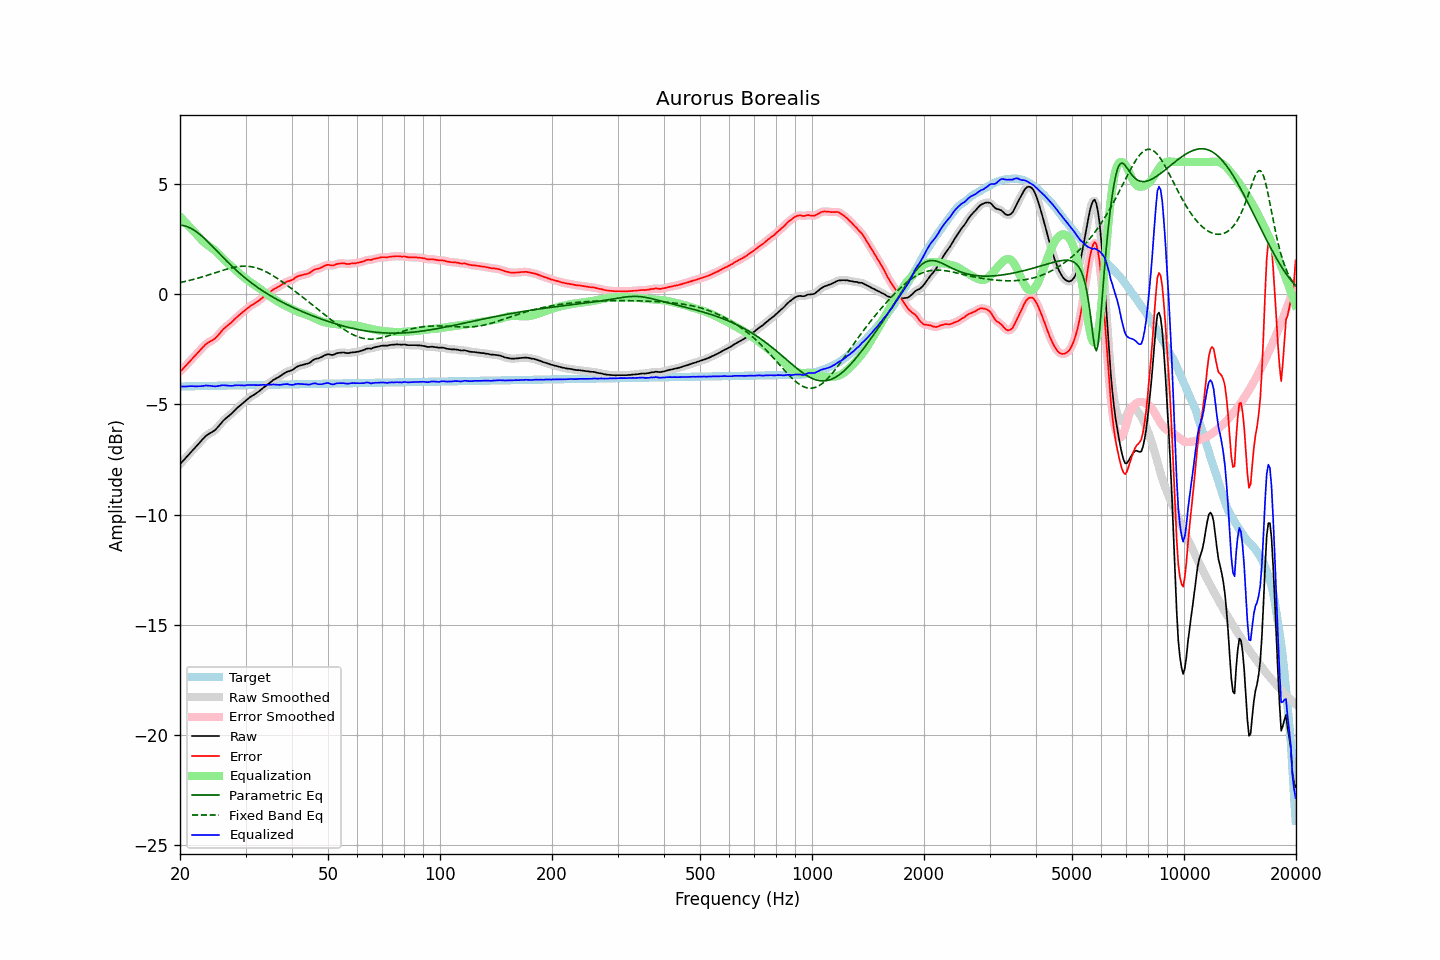 Aurorus Borealis
Amplitude (dBr)
5
0
−5
−10
−15
−20
−25
Target
Raw Smoothed
Error Smoothed
Raw
Error
Equalization
Parametric Eq
Fixed Band Eq
Equalized
20 50 100 200 500 1000 2000 5000 10000 20000
Frequency (Hz)